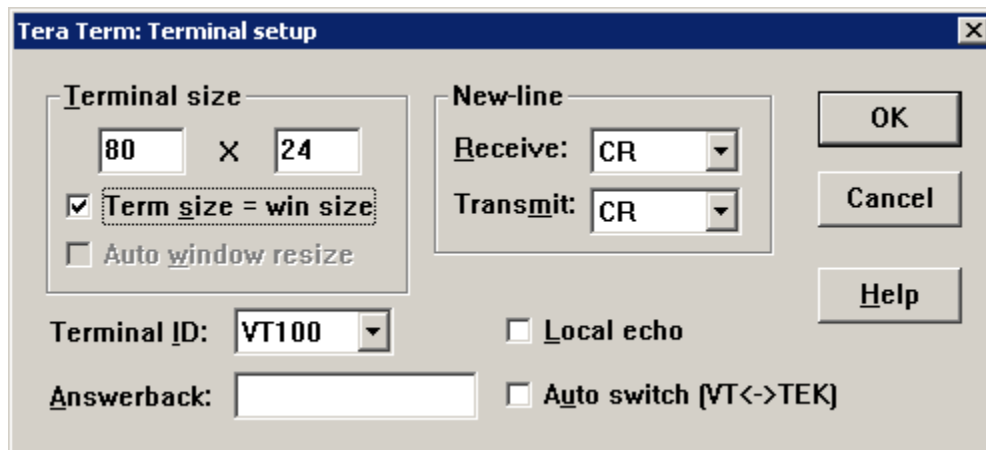 Tera Term: Terminal setup
Terminal size
80 X 24
Term size = win size
Auto window resize
New-line
Receive: CR
Transmit: CR
OK
Cancel
Help
Terminal ID: VT100
Local echo
Answerback:
Auto switch (VT<->TEK)